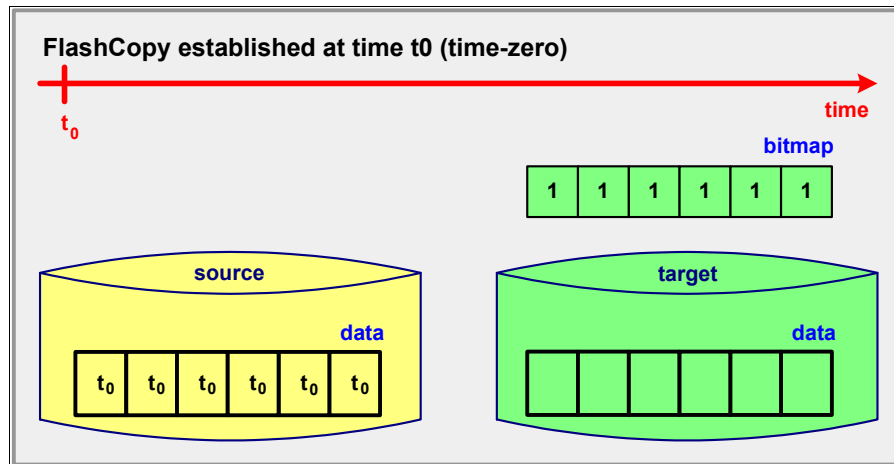 FlashCopy established at time t0 (time-zero)
t0
time
bitmap
1 1 1 1 1 1
source
target
data
data
t0 t0 t0 t0 t0 t0